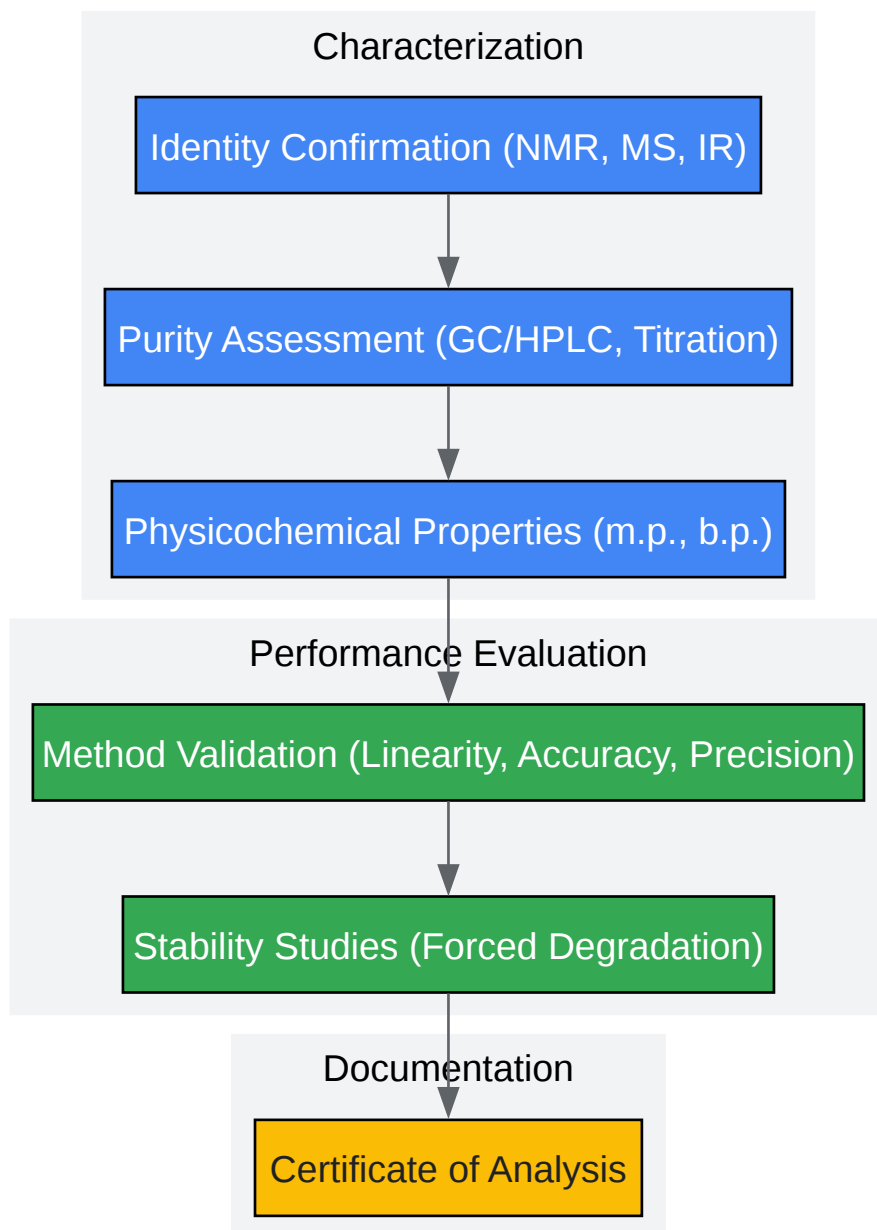 Characterization
Identity Confirmation (NMR, MS, IR)
Purity Assessment (GC/HPLC, Titration)
Physicochemical Properties (m.p., b.p.)
Performance Evaluation
Method Validation (Linearity, Accuracy, Precision)
Stability Studies (Forced Degradation)
Documentation
Certificate of Analysis